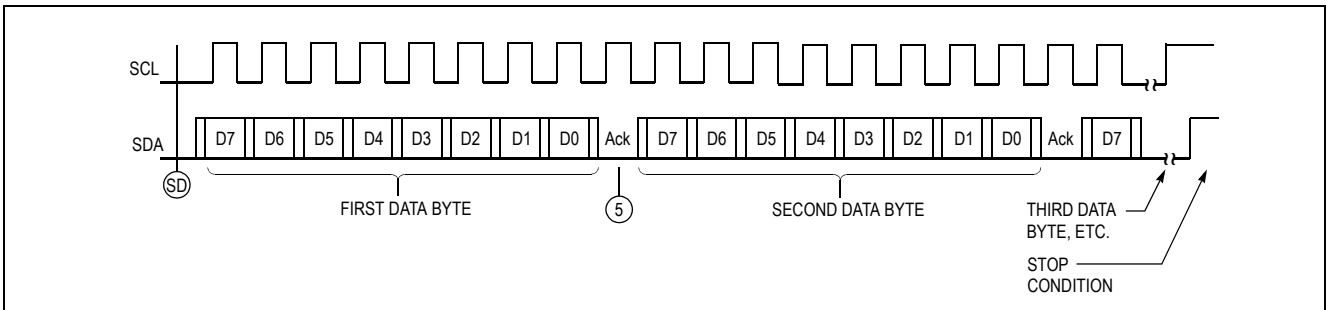 SCL
SDA
D7 D6 D5 D4 D3 D2 D1 D0 Ack D7 D6 D5 D4 D3 D2 D1 D0 Ack D7
SD
FIRST DATA BYTE
5
SECOND DATA BYTE
THIRD DATA
BYTE, ETC.
STOP
CONDITION